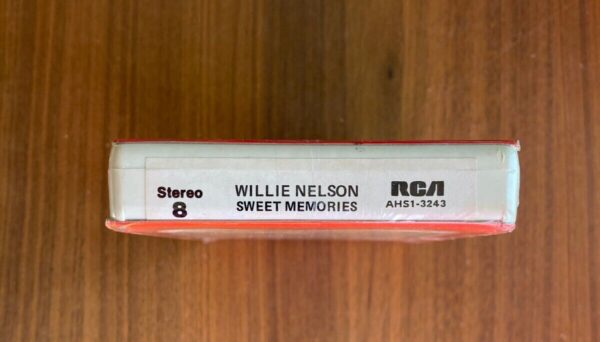 Stereo
8
WILLIE NELSON
SWEET MEMORIES
RCA
AHS1-3243